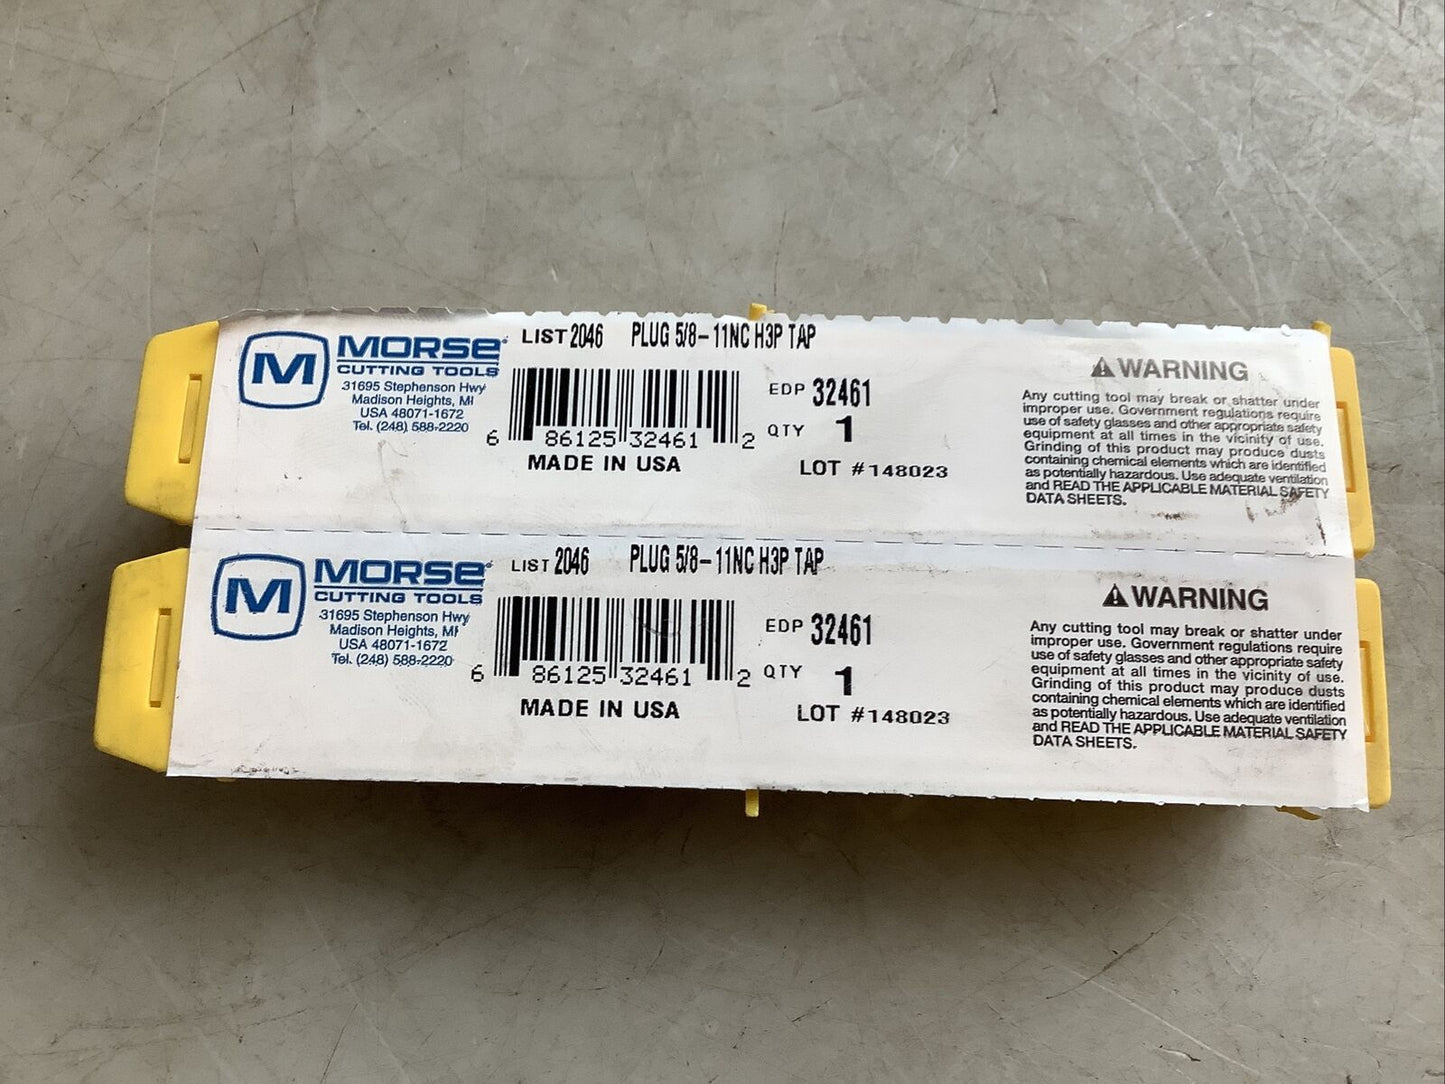 M MORSE
CUTTING TOOLS
31695 Stephenson Hwy
Madison Heights, MI
USA 48071-1672
Tel. (248) 588-2220
LIST 2046 PLUG 5/8-11NC H3P TAP
6 86125 32461 2
MADE IN USA
EDP 32461
QTY 1
LOT #148023
⚠WARNING
Any cutting tool may break or shatter under
improper use. Government regulations require
use of safety glasses and other appropriate safety
equipment at all times in the vicinity of use.
Grinding of this product may produce dusts
containing chemical elements which are identified
as potentially hazardous. Use adequate ventilation
and READ THE APPLICABLE MATERIAL SAFETY
DATA SHEETS.
M MORSE
CUTTING TOOLS
31695 Stephenson Hwy
Madison Heights, MI
USA 48071-1672
Tel. (248) 588-2220
LIST 2046 PLUG 5/8-11NC H3P TAP
6 86125 32461 2
MADE IN USA
EDP 32461
QTY 1
LOT #148023
⚠WARNING
Any cutting tool may break or shatter under
improper use. Government regulations require
use of safety glasses and other appropriate safety
equipment at all times in the vicinity of use.
Grinding of this product may produce dusts
containing chemical elements which are identified
as potentially hazardous. Use adequate ventilation
and READ THE APPLICABLE MATERIAL SAFETY
DATA SHEETS.